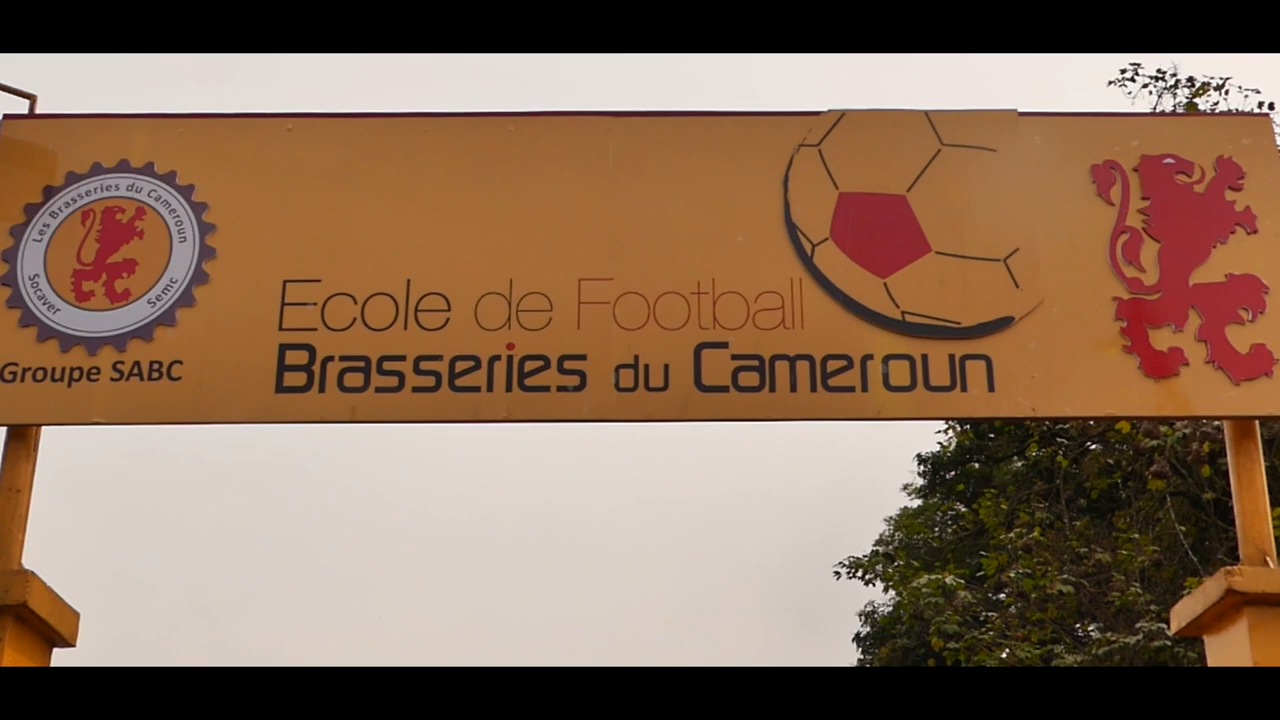 Les Brasseries du Cameroun
Socaver
Semc
Groupe SABC
Ecole de Football
Brasseries du Cameroun